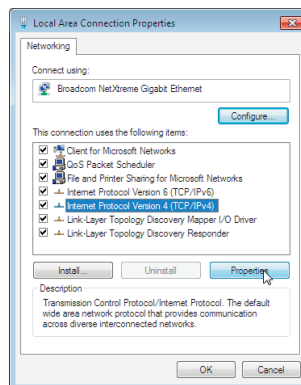 Local Area Connection Properties
Networking
Connect using:
Broadcom NetXtreme Gigabit Ethernet
Configure...
This connection uses the following items:
Client for Microsoft Networks
QoS Packet Scheduler
File and Printer Sharing for Microsoft Networks
Internet Protocol Version 6 (TCP/IPv6)
Internet Protocol Version 4 (TCP/IPv4)
Link-Layer Topology Discovery Mapper I/O Driver
Link-Layer Topology Discovery Responder
Install...
Uninstall
Properties
Description
Transmission Control Protocol/Internet Protocol. The default
wide area network protocol that provides communication
across diverse interconnected networks.
OK
Cancel